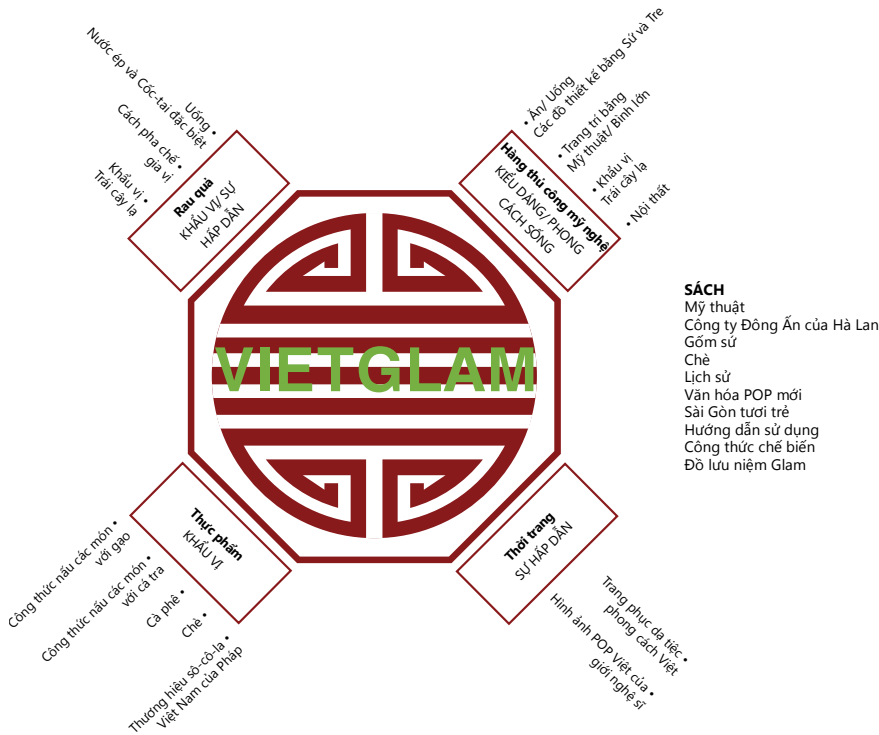 Nước ép và Cốc-tai đặc biệt
Uống •
Cách pha chế •
gia vị
Khẩu vị •
Trái cây lạ
Rau quả
KHẨU VỊ/ SỰ
HẤP DẪN
• Ăn/ Uống
Các đồ thiết kế bằng Sứ và Tre
• Trang trí bằng
Mỹ thuật/ Bình lớn
• Khẩu vị
Trái cây lạ
• Nội thất
Hàng thủ công mỹ nghệ
KIỂU DÁNG/ PHONG
CÁCH SỐNG
VIETGLAM
SÁCH
Mỹ thuật
Công ty Đông Ấn của Hà Lan
Gốm sứ
Chè
Lịch sử
Văn hóa POP mới
Sài Gòn tươi trẻ
Hướng dẫn sử dụng
Công thức chế biến
Đồ lưu niệm Glam
Thực phẩm
KHẨU VỊ
Công thức nấu các món •
với gạo
Công thức nấu các món •
với cá tra
Cà phê •
Chè •
Thương hiệu sô-cô-la •
Việt Nam của Pháp
Thời trang
SỰ HẤP DẪN
Trang phục dạ tiệc •
phong cách Việt
Hình ảnh POP Việt của •
giới nghệ sĩ